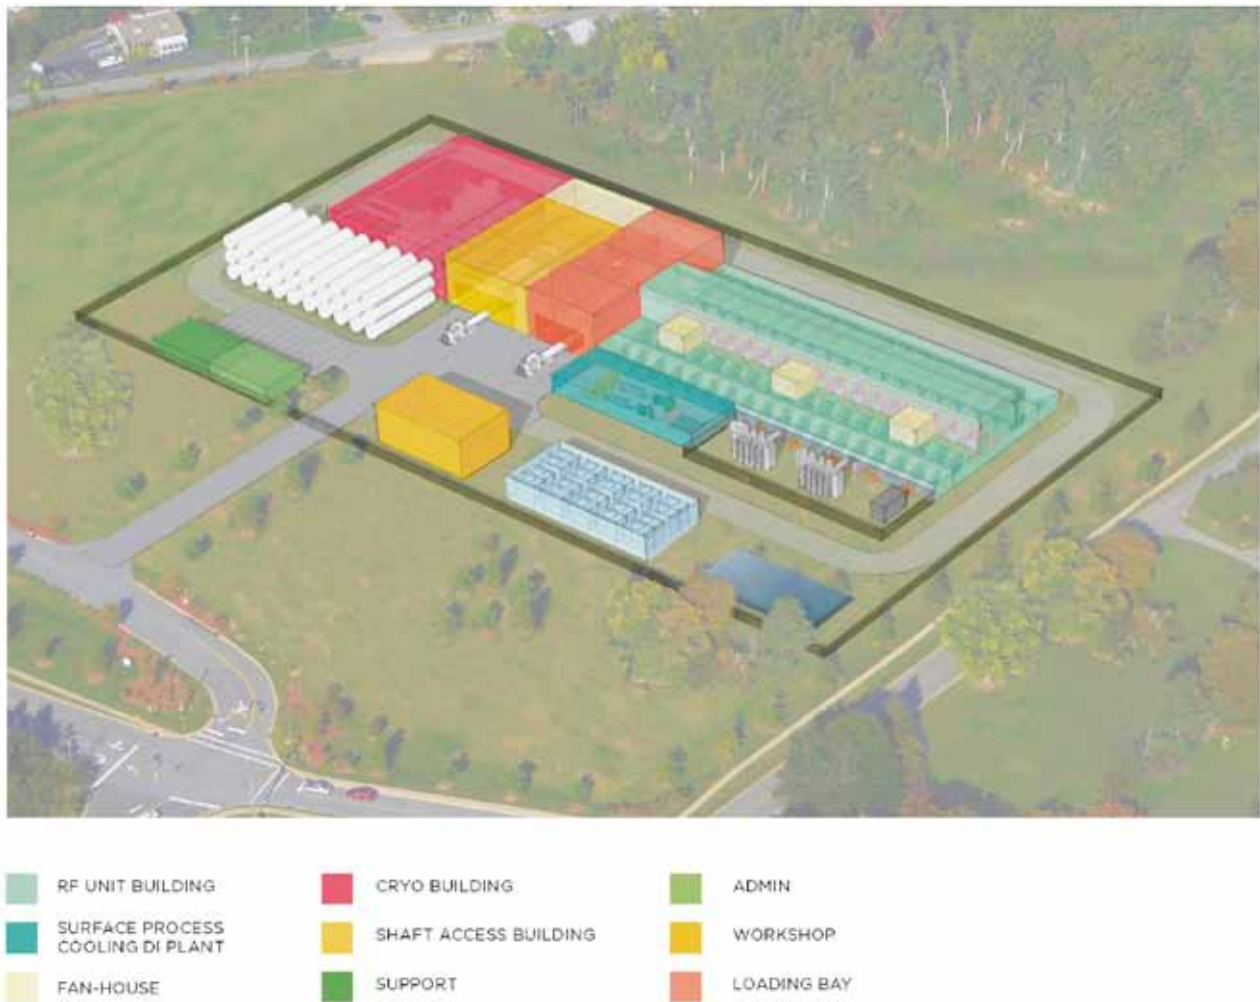 RF UNIT BUILDING
CRYO BUILDING
ADMIN
SURFACE PROCESS
COOLING DI PLANT
SHAFT ACCESS BUILDING
WORKSHOP
FAN-HOUSE
SUPPORT
LOADING BAY